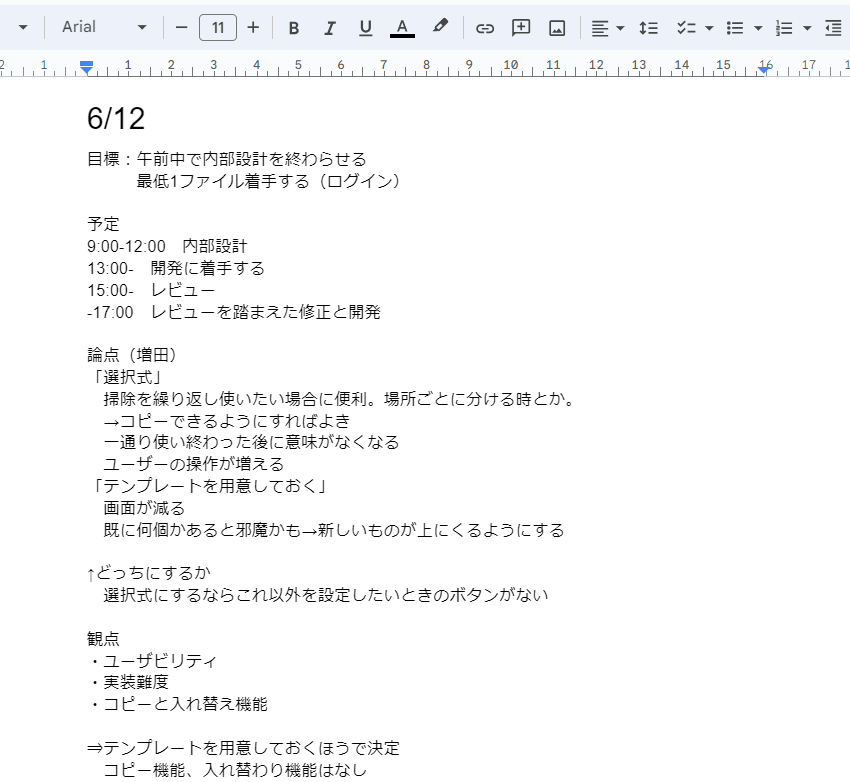 Arial
11
B I U A
2 1 1 2 3 4 5 6 7 8 9 10 11 12 13 14 15 16 17
6/12
目標：午前中で内部設計を終わらせる
最低1ファイル着手する（ログイン）
予定
9:00-12:00　内部設計
13:00-　開発に着手する
15:00-　レビュー
-17:00　レビューを踏まえた修正と開発
論点（増田）
「選択式」
掃除を繰り返し使いたい場合に便利。場所ごとに分ける時とか。
→コピーできるようにすればよき
一通り使い終わった後に意味がなくなる
ユーザーの操作が増える
「テンプレートを用意しておく」
画面が減る
既に何個かあると邪魔かも→新しいものが上にくるようにする
↑どっちにするか
選択式にするならこれ以外を設定したいときのボタンがない
観点
・ユーザビリティ
・実装難度
・コピーと入れ替え機能
⇒テンプレートを用意しておくほうで決定
コピー機能、入れ替わり機能はなし